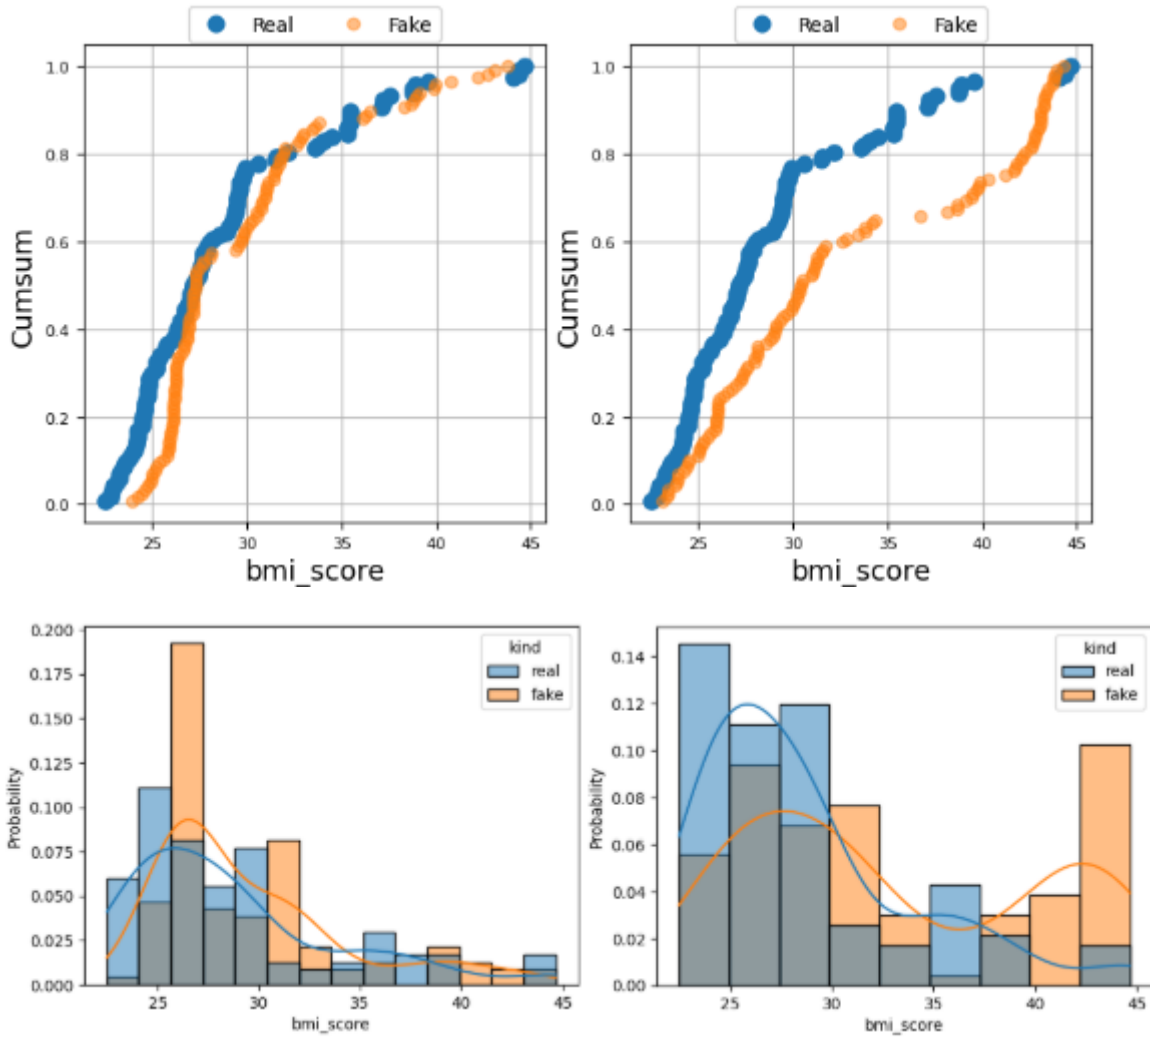 Real Fake
1.0
0.8
0.6
0.4
0.2
0.0
Cumsum
25 30 35 40 45
bmi_score
Real Fake
1.0
0.8
0.6
0.4
0.2
0.0
Cumsum
25 30 35 40 45
bmi_score
kind
real
fake
0.200
0.175
0.150
0.125
0.100
0.075
0.050
0.025
0.000
Probability
25 30 35 40 45
bmi_score
kind
real
fake
0.14
0.12
0.10
0.08
0.06
0.04
0.02
0.00
Probability
25 30 35 40 45
bmi_score